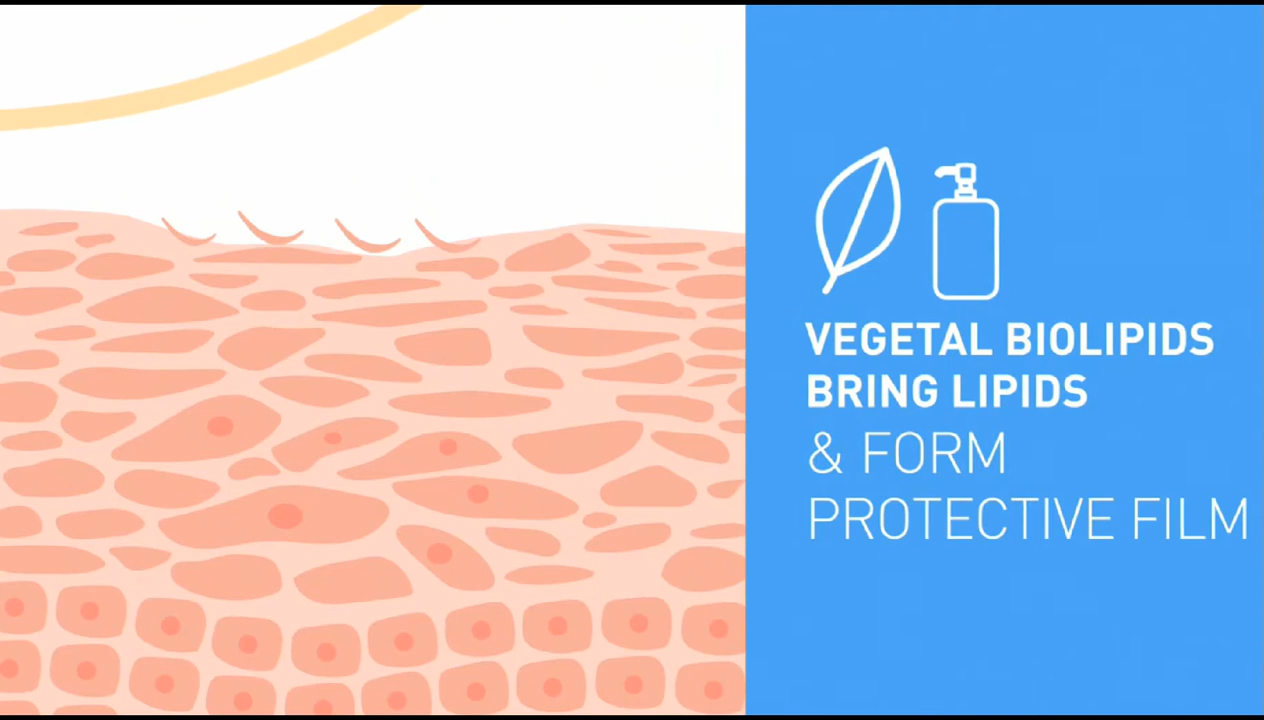 VEGETAL BIOLIPIDS
BRING LIPIDS
& FORM
PROTECTIVE FILM